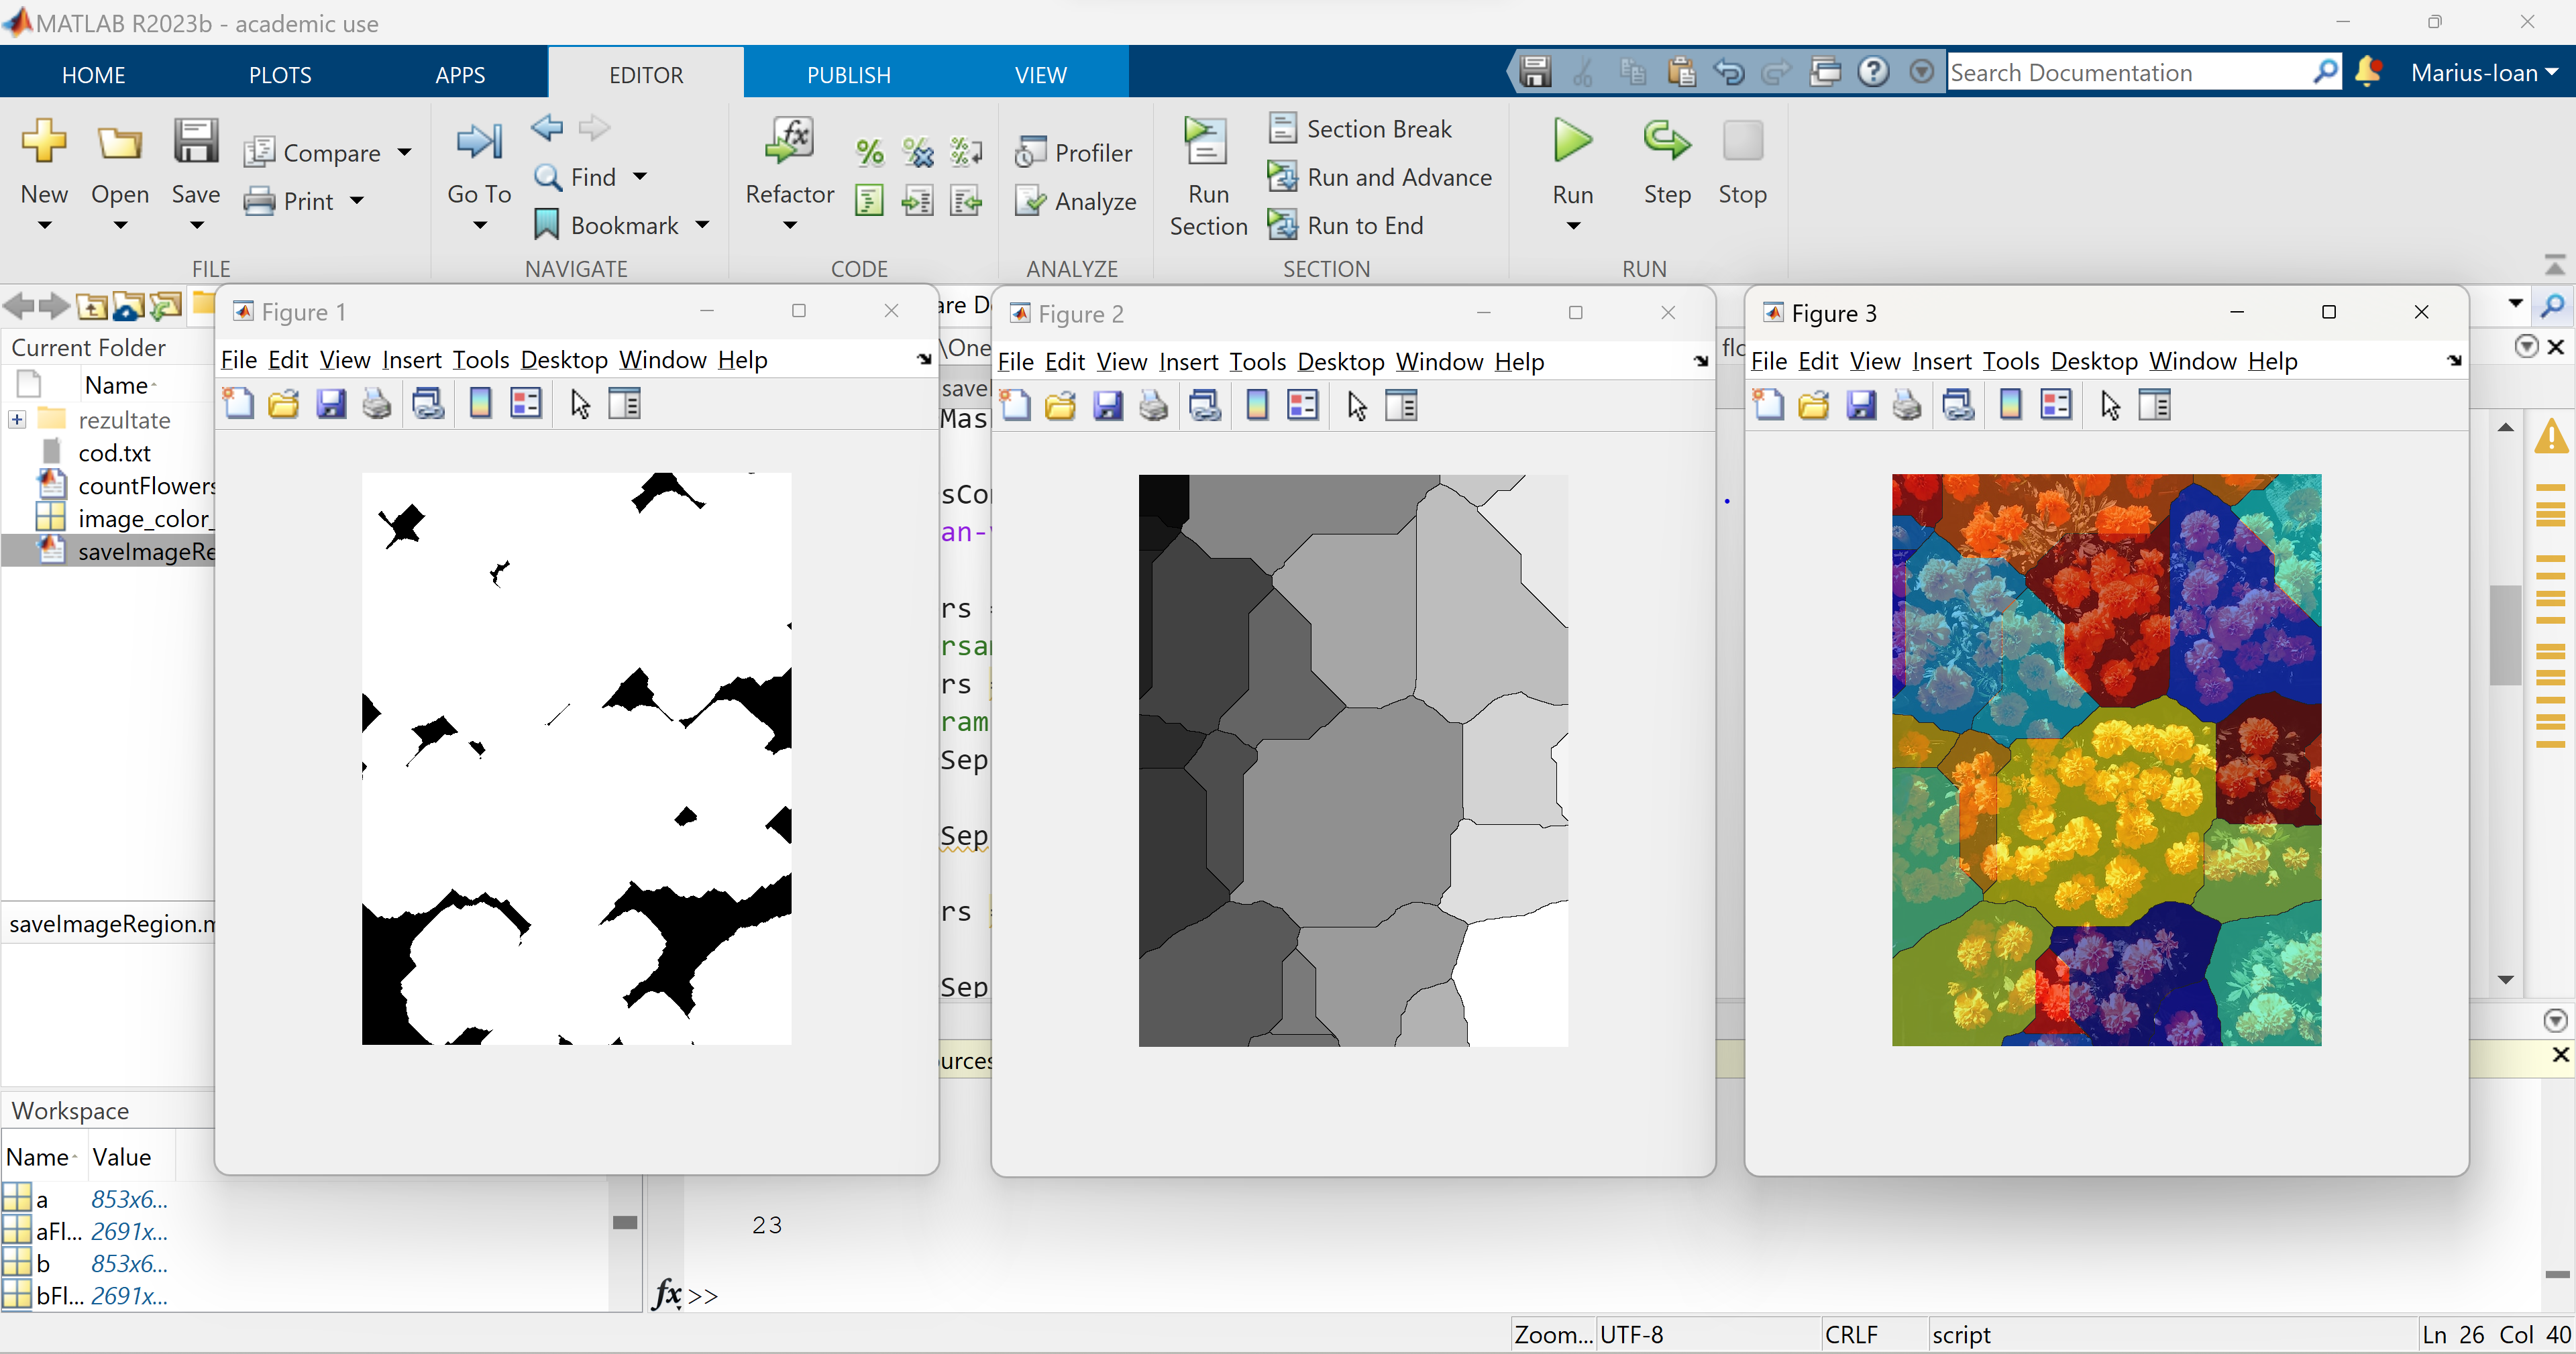 MATLAB R2023b - academic use
HOME PLOTS APPS EDITOR PUBLISH VIEW Search Documentation Marius-Ioan
New Open Save Compare Print FILE
Go To Find Bookmark NAVIGATE
Refactor CODE
Profiler Analyze ANALYZE
Run Section Section Break Run and Advance Run to End SECTION
Run Step Stop RUN
Current Folder
Name
rezultate
cod.txt
countFlowers
image_color_
saveImageRe
saveImageRegion.m
Workspace
Name Value
a 853x6...
aFl... 2691x...
b 853x6...
bFl... 2691x...
Figure 1
File Edit View Insert Tools Desktop Window Help
are D
\One
save
Mas
sCo
an-
rs
rsa
rs
ram
Sep
Sep
rs
Sep
ources
Figure 2
File Edit View Insert Tools Desktop Window Help
flo
Figure 3
File Edit View Insert Tools Desktop Window Help
23
fx >>
Zoom... UTF-8 CRLF script Ln 26 Col 40